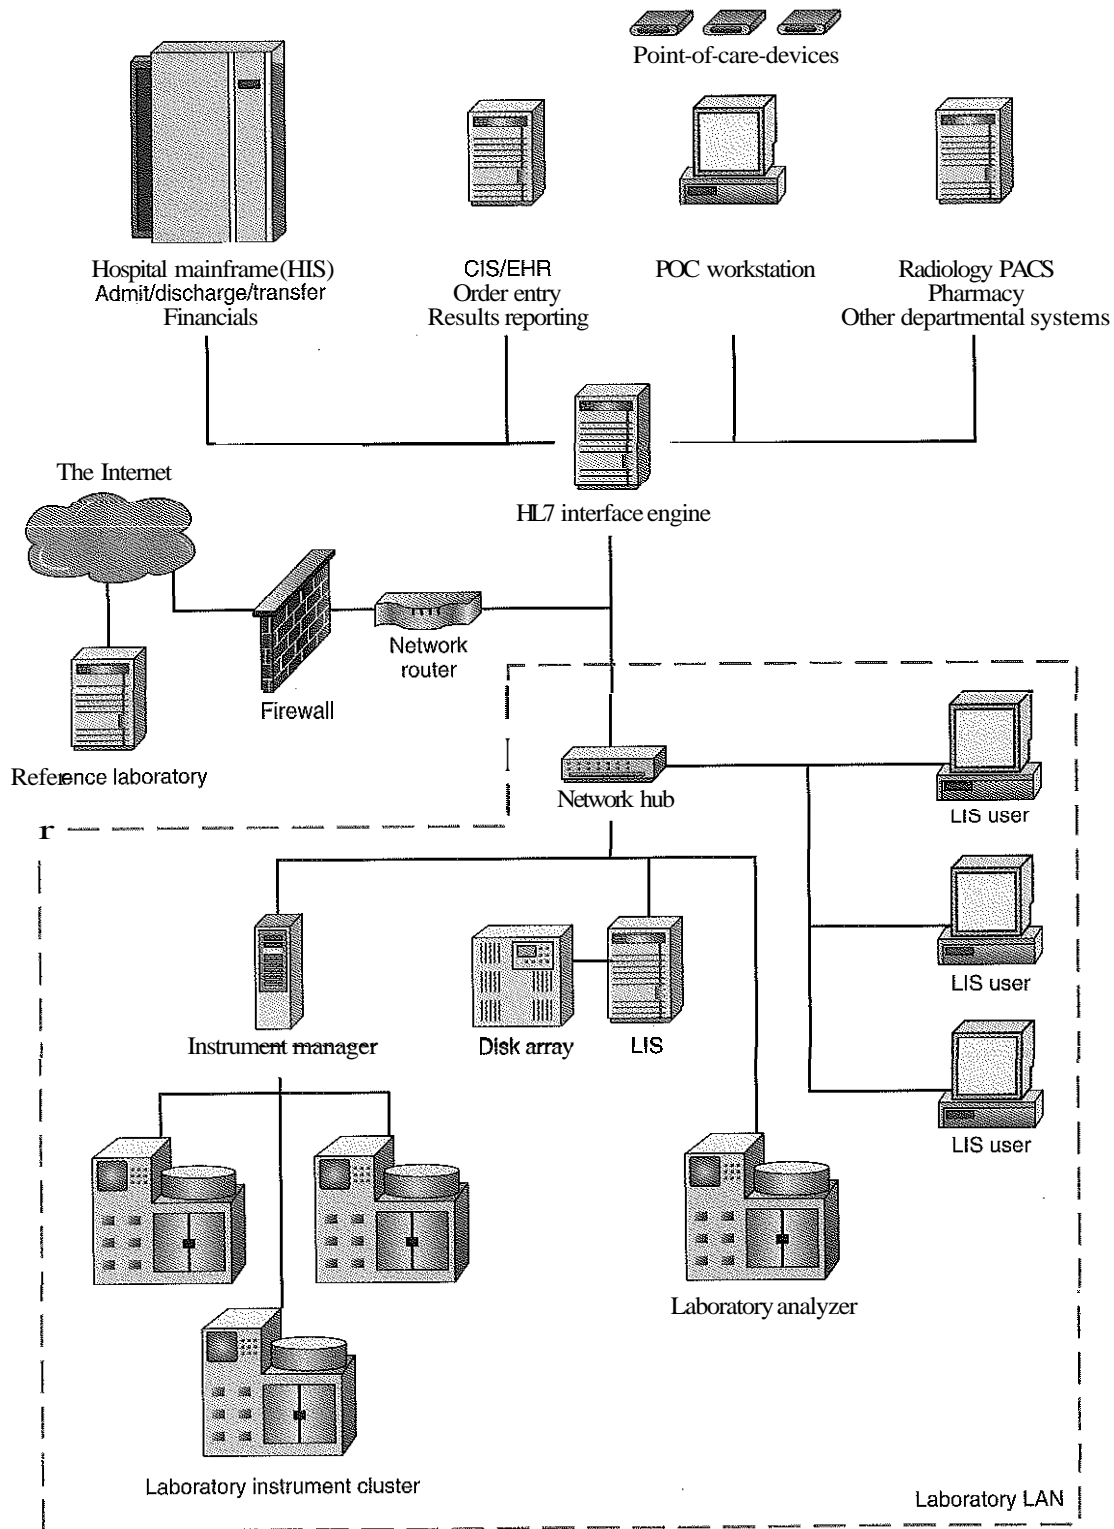 Point-of-care-devices
Hospital mainframe (HIS)
Admit/discharge/transfer
Financials
CIS/EHR
Order entry
Results reporting
POC workstation
Radiology PACS
Pharmacy
Other departmental systems
The Internet
HL7 interface engine
Network
router
Firewall
Reference laboratory
Network hub
LIS user
r
LIS user
Instrument manager
Disk array
LIS
LIS user
Laboratory analyzer
Laboratory instrument cluster
Laboratory LAN